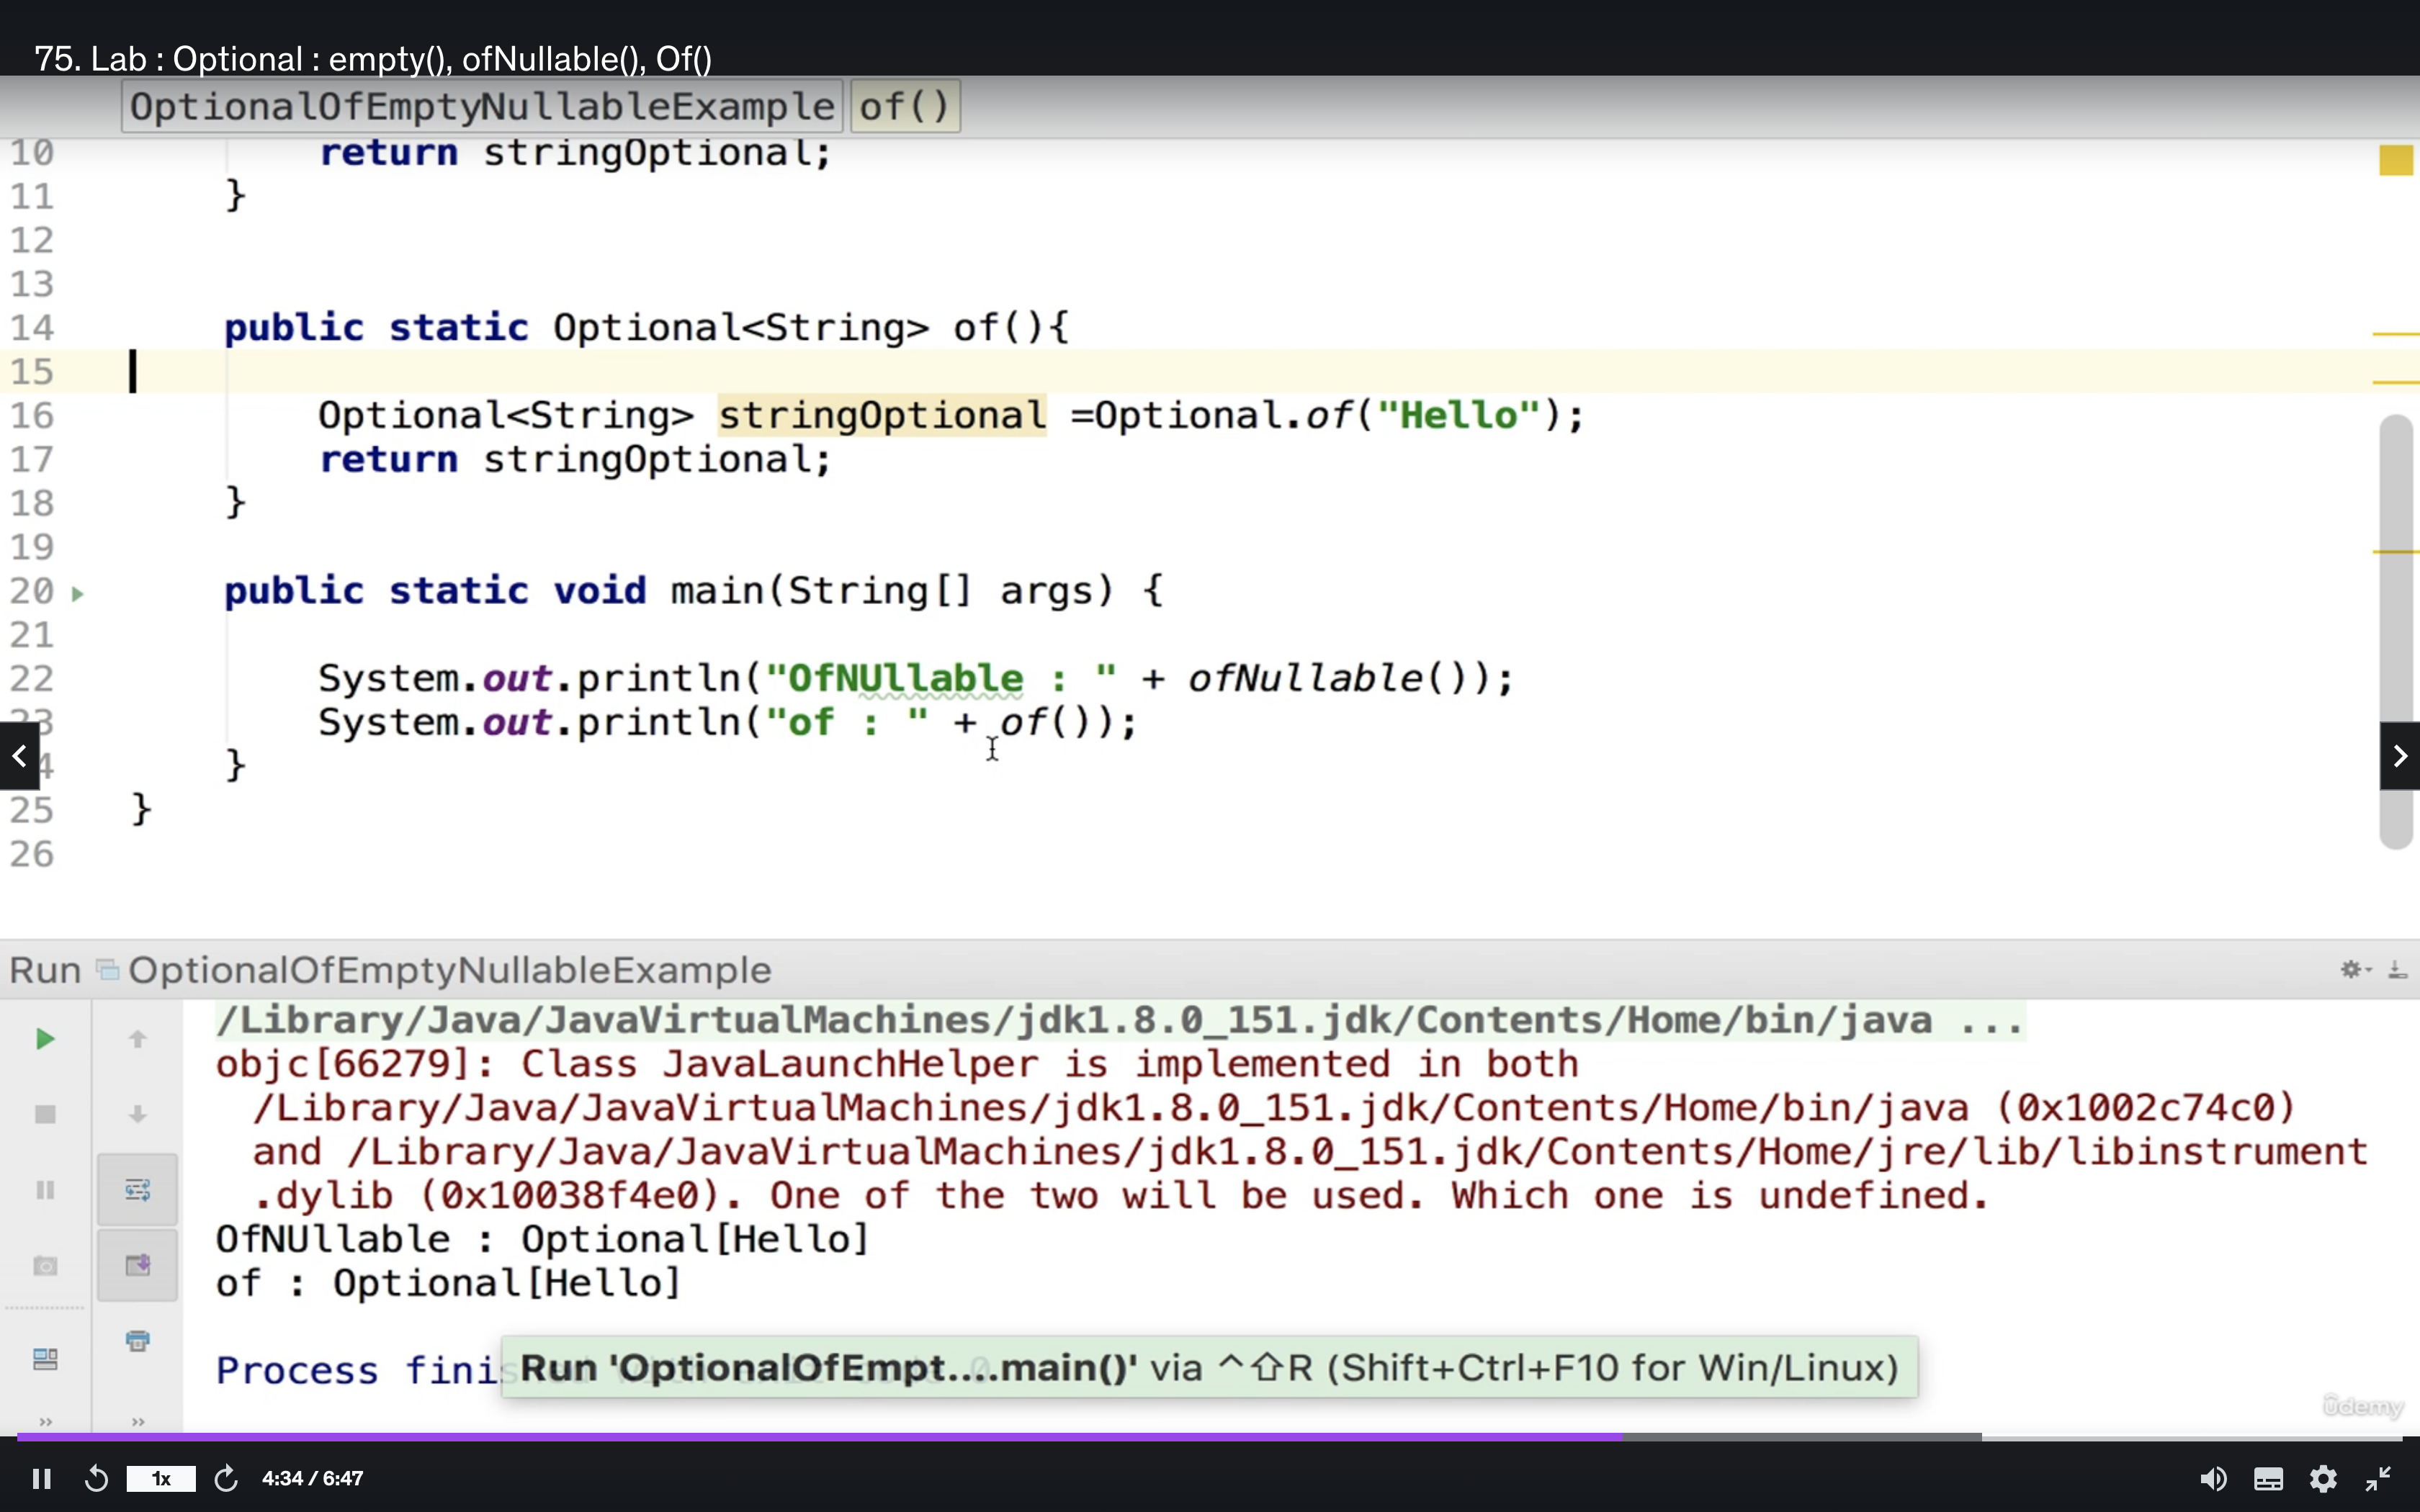 75. Lab : Optional : empty(), ofNullable(), Of()
OptionalOfEmptyNullableExample of()
10 return stringOptional;
11 }
12
13
14 public static Optional<String> of(){
15
16 Optional<String> stringOptional =Optional.of("Hello");
17 return stringOptional;
18 }
19
20 public static void main(String[] args) {
21
22 System.out.println("OfNUllable : " + ofNullable());
23 System.out.println("of : " + of());
4 }
25 }
26
Run OptionalOfEmptyNullableExample
/Library/Java/JavaVirtualMachines/jdk1.8.0_151.jdk/Contents/Home/bin/java ...
objc[66279]: Class JavaLaunchHelper is implemented in both
/Library/Java/JavaVirtualMachines/jdk1.8.0_151.jdk/Contents/Home/bin/java (0x1002c74c0)
and /Library/Java/JavaVirtualMachines/jdk1.8.0_151.jdk/Contents/Home/jre/lib/libinstrument
.dylib (0x10038f4e0). One of the two will be used. Which one is undefined.
OfNUllable : Optional[Hello]
of : Optional[Hello]
Process finis
Run 'OptionalOfEmpt....main()' via ^⇧R (Shift+Ctrl+F10 for Win/Linux)
ûdemy
1x 4:34 / 6:47